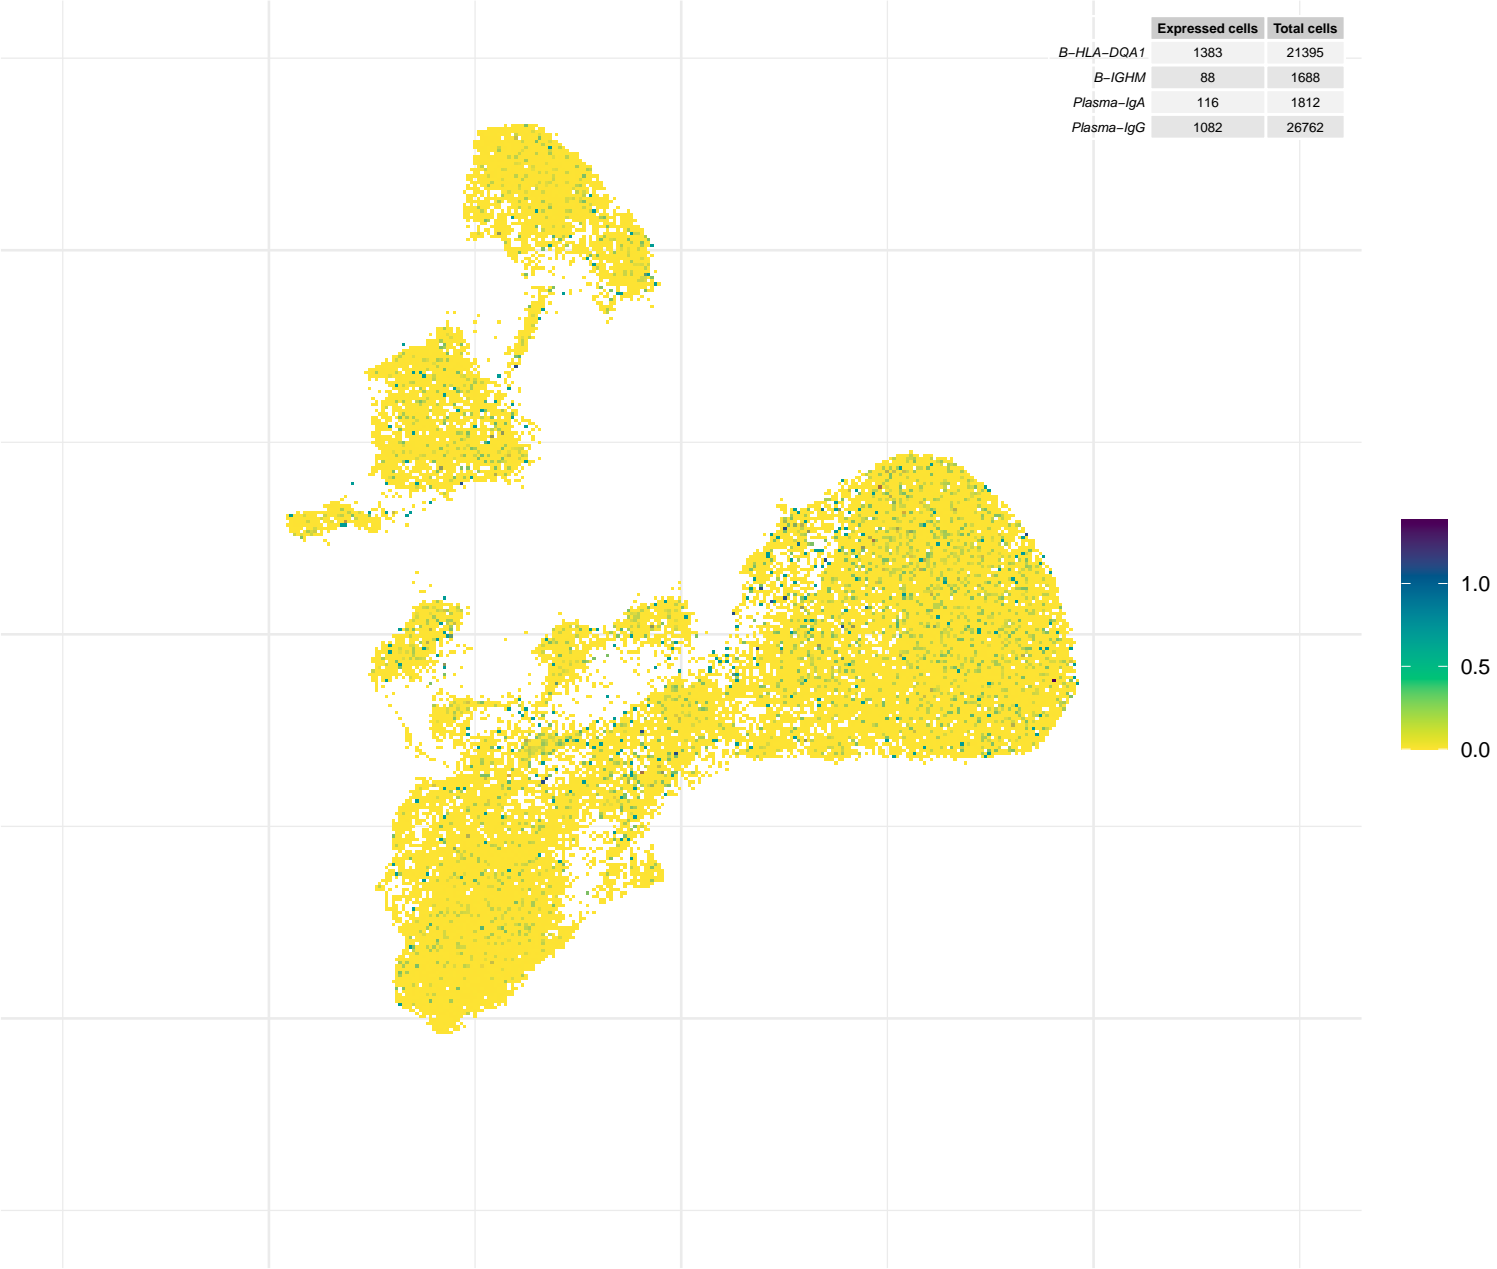 Expressed cells Total cells
B−HLA−DQA1 1383 21395
B−IGHM 88 1688
Plasma−IgA 116 1812
Plasma−IgG 1082 26762
1.0
0.5
0.0